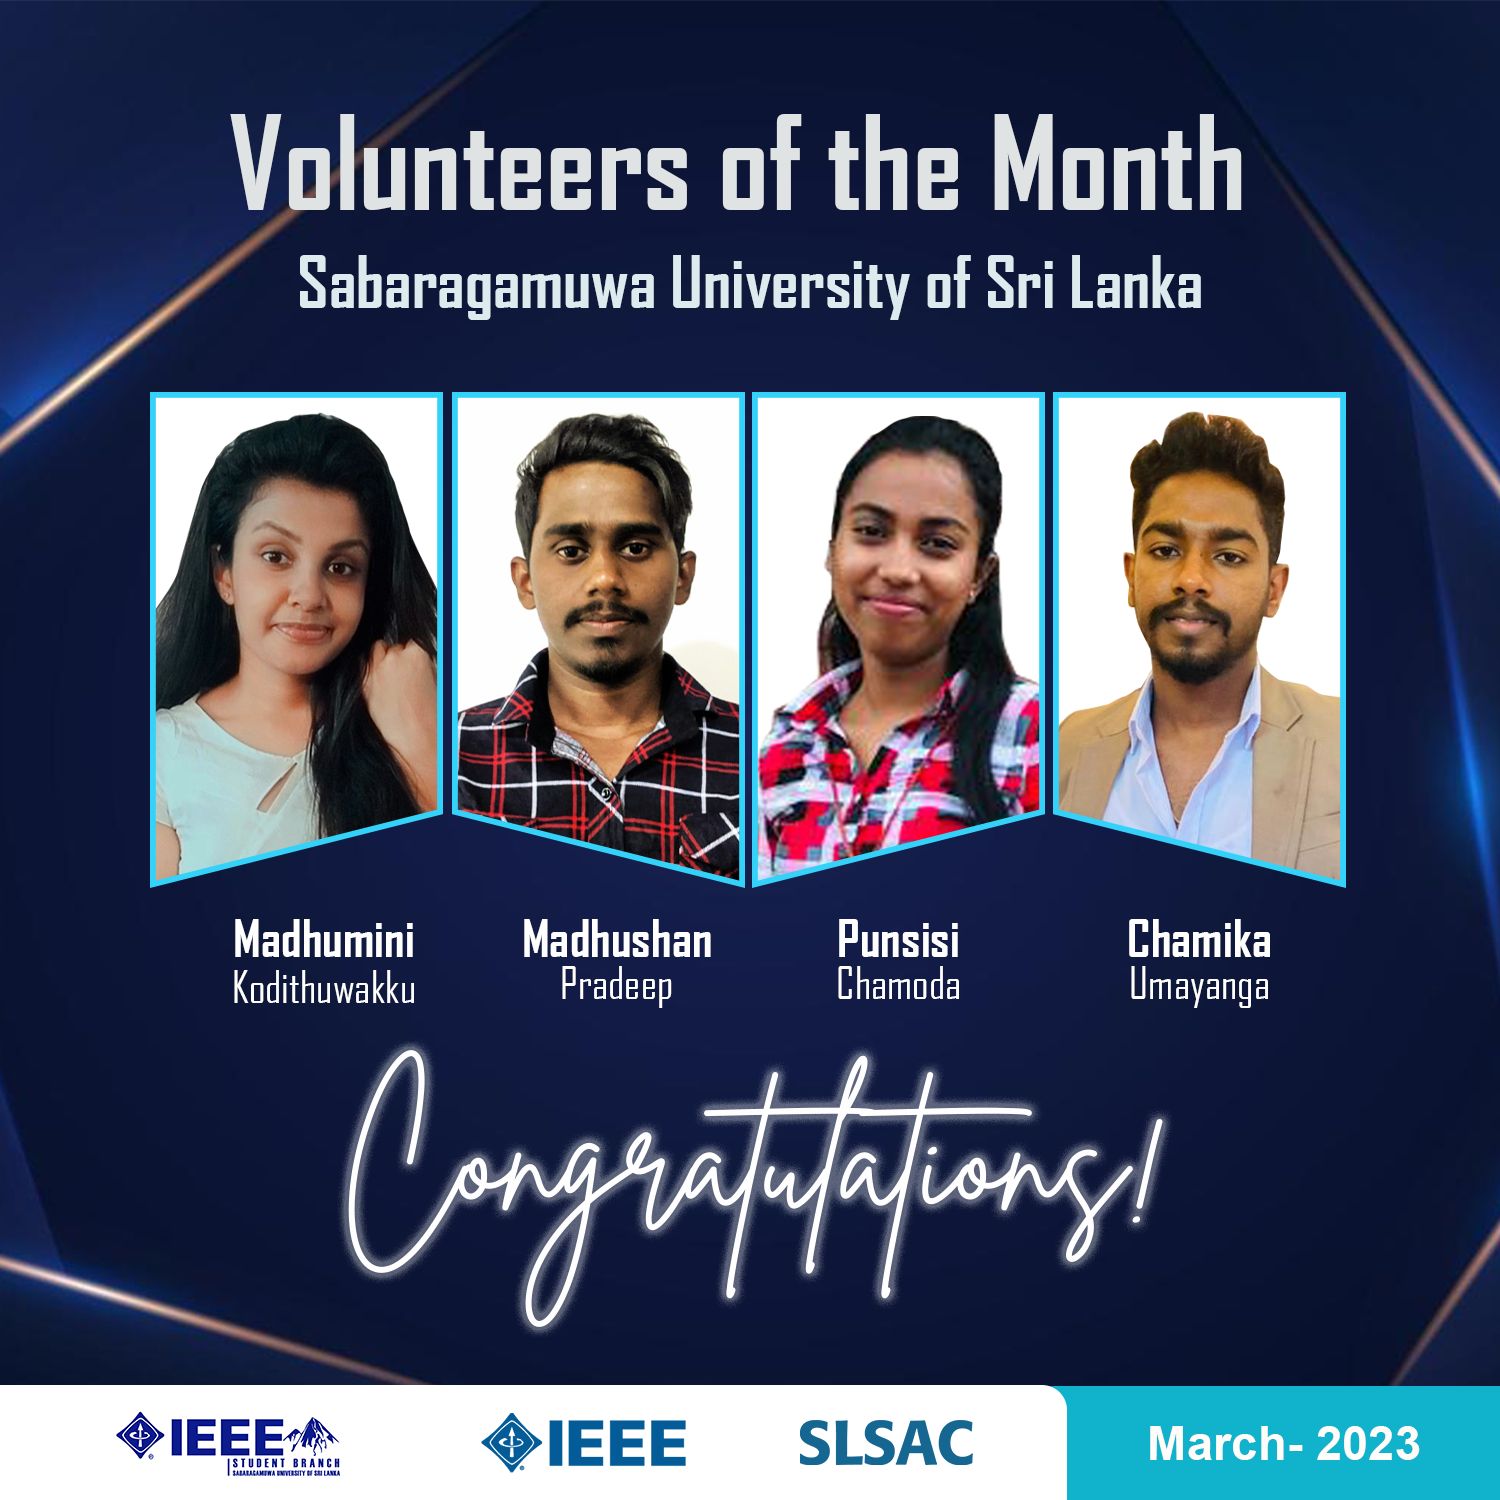 Volunteers of the Month
Sabaragamuwa University of Sri Lanka
Madhumini
Kodithuwakku
Madhushan
Pradeep
Punsisi
Chamoda
Chamika
Umayanga
Congratulations!
IEEE
STUDENT BRANCH
SABARAGAMUWA UNIVERSITY OF SRI LANKA
IEEE
SLSAC
March- 2023